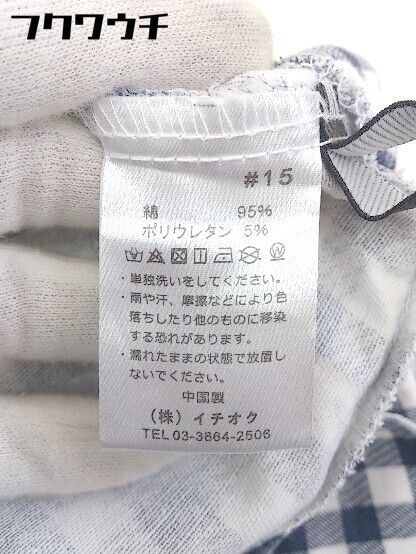 フクワウチ
#15
綿 95%
ポリウレタン 5%
・単独洗いをしてください。
・雨や汗、摩擦などにより色
落ちしたり他のものに移染
する恐れがあります。
・濡れたままの状態で放置し
ないでください。
中国製
(株) イチオク
TEL 03-3864-2506